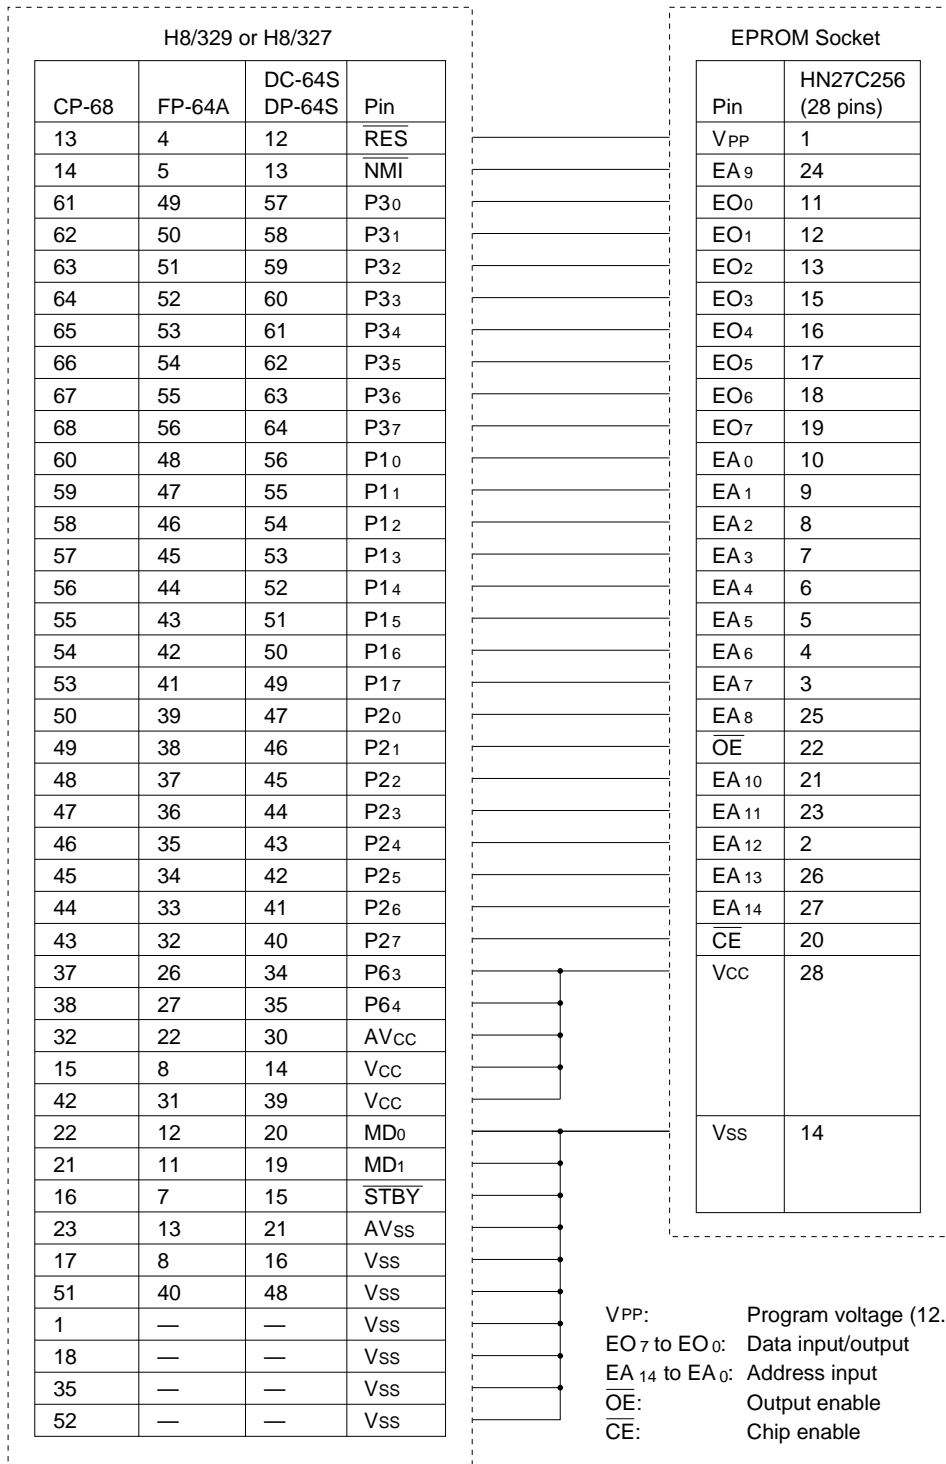 H8/329 or H8/327 EPROM Socket
DC-64S HN27C256
CP-68 FP-64A DP-64S Pin Pin (28 pins)
13 4 12 RES VPP 1
14 5 13 NMI EA9 24
61 49 57 P30 EO0 11
62 50 58 P31 EO1 12
63 51 59 P32 EO2 13
64 52 60 P33 EO3 15
65 53 61 P34 EO4 16
66 54 62 P35 EO5 17
67 55 63 P36 EO6 18
68 56 64 P37 EO7 19
60 48 56 P10 EA0 10
59 47 55 P11 EA1 9
58 46 54 P12 EA2 8
57 45 53 P13 EA3 7
56 44 52 P14 EA4 6
55 43 51 P15 EA5 5
54 42 50 P16 EA6 4
53 41 49 P17 EA7 3
50 39 47 P20 EA8 25
49 38 46 P21 OE 22
48 37 45 P22 EA10 21
47 36 44 P23 EA11 23
46 35 43 P24 EA12 2
45 34 42 P25 EA13 26
44 33 41 P26 EA14 27
43 32 40 P27 CE 20
37 26 34 P63 VCC 28
38 27 35 P64
32 22 30 AVCC
15 8 14 VCC
42 31 39 VCC
22 12 20 MD0 VSS 14
21 11 19 MD1
16 7 15 STBY
23 13 21 AVSS
17 8 16 VSS
51 40 48 VSS
1 — — VSS
18 — — VSS
35 — — VSS
52 — — VSS
VPP: Program voltage (12.
EO7 to EO0: Data input/output
EA14 to EA0: Address input
OE: Output enable
CE: Chip enable